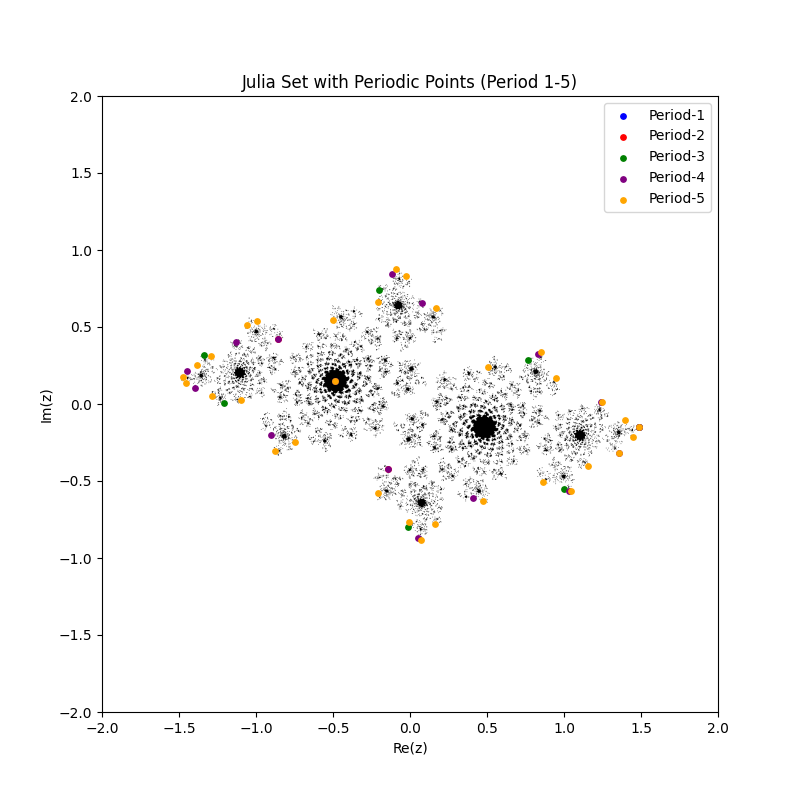 Julia Set with Periodic Points (Period 1-5)
2.0
1.5
1.0
0.5
0.0
−0.5
−1.0
−1.5
−2.0
Im(z)
Period-1
Period-2
Period-3
Period-4
Period-5
−2.0 −1.5 −1.0 −0.5 0.0 0.5 1.0 1.5 2.0
Re(z)